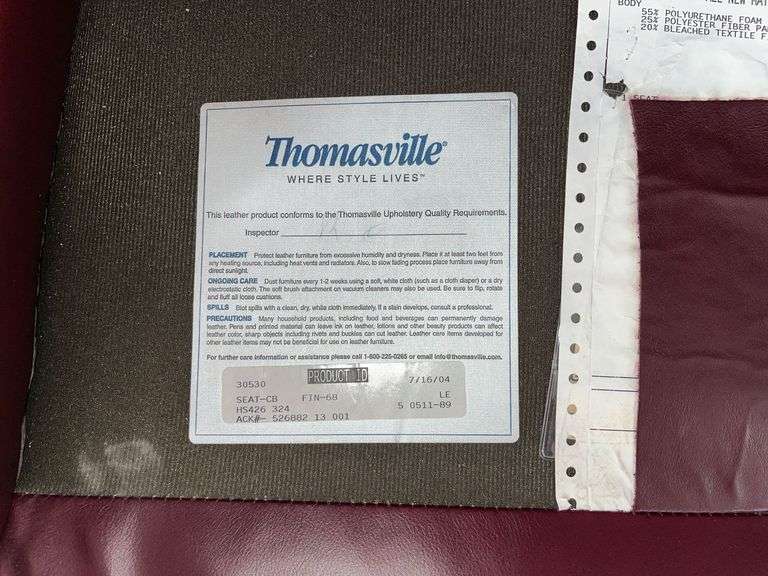 Thomasville®
WHERE STYLE LIVES™
This leather product conforms to the Thomasville Upholstery Quality Requirements.
Inspector
PLACEMENT Protect leather furniture from excessive humidity and dryness. Place it at least two feet from
any heating source, including heat vents and radiators. Also, to slow fading process place furniture away from
direct sunlight.
ONGOING CARE Dust furniture every 1-2 weeks using a soft, white cloth (such as a cloth diaper) or a dry
electrostatic cloth. The soft brush attachment on vacuum cleaners may also be used. Be sure to flip, rotate
and fluff all loose cushions.
SPILLS Blot spills with a clean, dry, white cloth immediately. If a stain develops, consult a professional.
PRECAUTIONS Many household products, including food and beverages can permanently damage
leather. Pens and printed material can leave ink on leather, lotions and other beauty products can affect
leather color, sharp objects including rivets and buckles can cut leather. Leather care items developed for
other leather items may not be beneficial for use on leather furniture.
For further care information or assistance please call 1-800-225-0265 or email info@thomasville.com.
30530 PRODUCT ID 7/16/04
SEAT-CB FIN-68 LE
HS426 324 5 0511-89
ACK#- 526882 13 001
ALL NEW MAT
BODY
55% POLYURETHANE FOAM
25% POLYESTER FIBER PA
20% BLEACHED TEXTILE F
1 SEAT